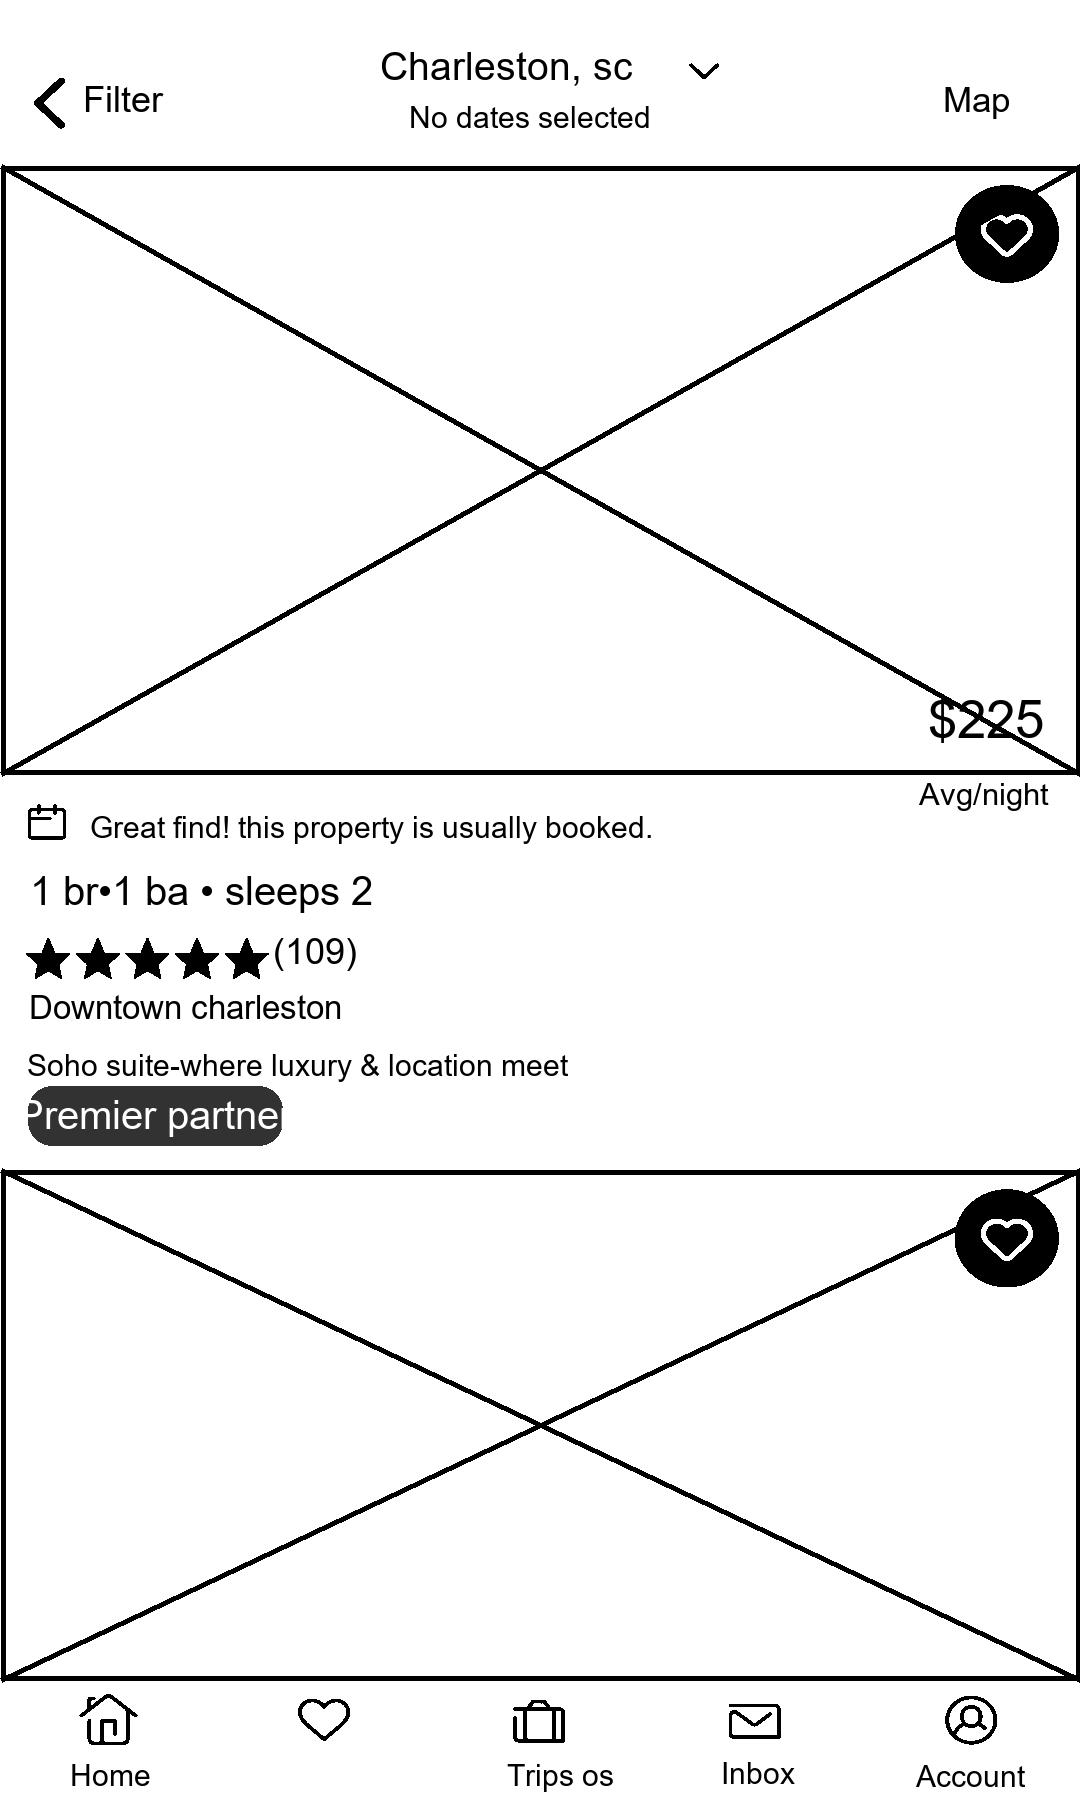 Charleston, sc
Filter
No dates selected
Map
$225
Avg/night
Great find! this property is usually booked.
1 br•1 ba • sleeps 2
(109)
Downtown charleston
Soho suite-where luxury & location meet
Premier partner
Home
Trips os
Inbox
Account